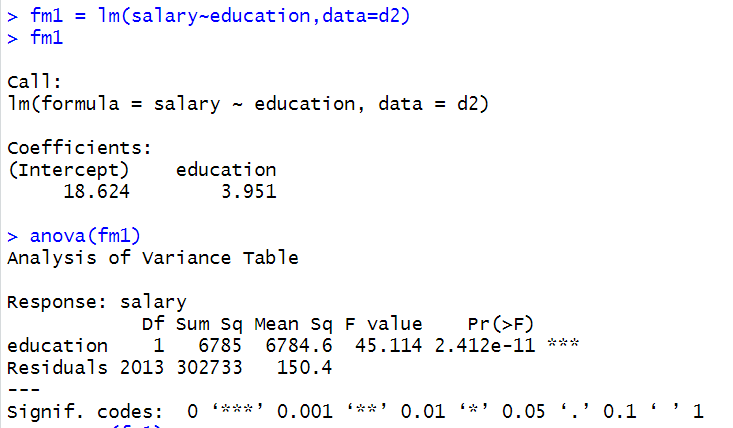 > fm1 = lm(salary~education,data=d2)
> fm1
Call:
lm(formula = salary ~ education, data = d2)
Coefficients:
(Intercept)    education
     18.624        3.951
> anova(fm1)
Analysis of Variance Table
Response: salary
            Df Sum Sq Mean Sq F value    Pr(>F)
education    1   6785  6784.6  45.114 2.412e-11 ***
Residuals 2013 302733   150.4
---
Signif. codes:  0 ‘***’ 0.001 ‘**’ 0.01 ‘*’ 0.05 ‘.’ 0.1 ‘ ’ 1